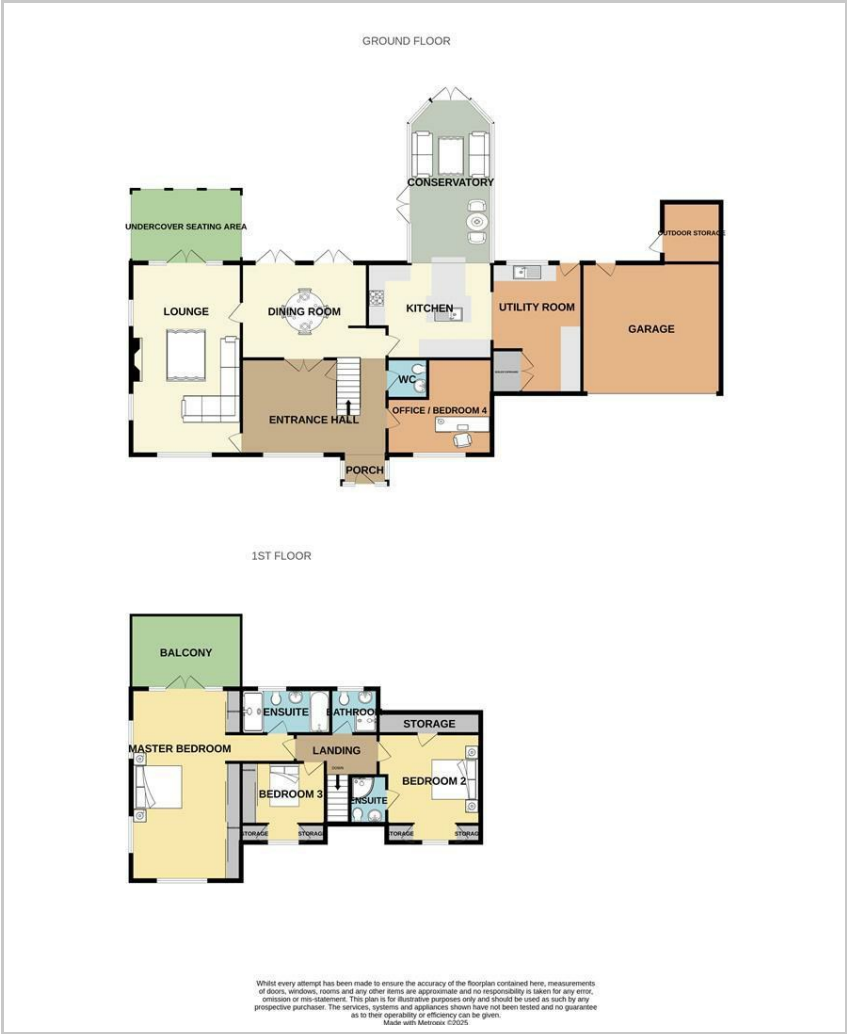 GROUND FLOOR
CONSERVATORY
UNDERCOVER SEATING AREA
OUTDOOR STORAGE
LOUNGE
DINING ROOM
KITCHEN
UTILITY ROOM
GARAGE
WC
OFFICE / BEDROOM 4
ENTRANCE HALL
PORCH
1ST FLOOR
BALCONY
ENSUITE
BATHROOM
STORAGE
MASTER BEDROOM
LANDING
DOWN
BEDROOM 2
BEDROOM 3
ENSUITE
STORAGE
STORAGE
STORAGE
STORAGE
Whilst every attempt has been made to ensure the accuracy of the floorplan contained here, measurements
of doors, windows, rooms and any other items are approximate and no responsibility is taken for any error,
omission or mis-statement. This plan is for illustrative purposes only and should be used as such by any
prospective purchaser. The services, systems and appliances shown have not been tested and no guarantee
as to their operability or efficiency can be given.
Made with Metropix ©2025